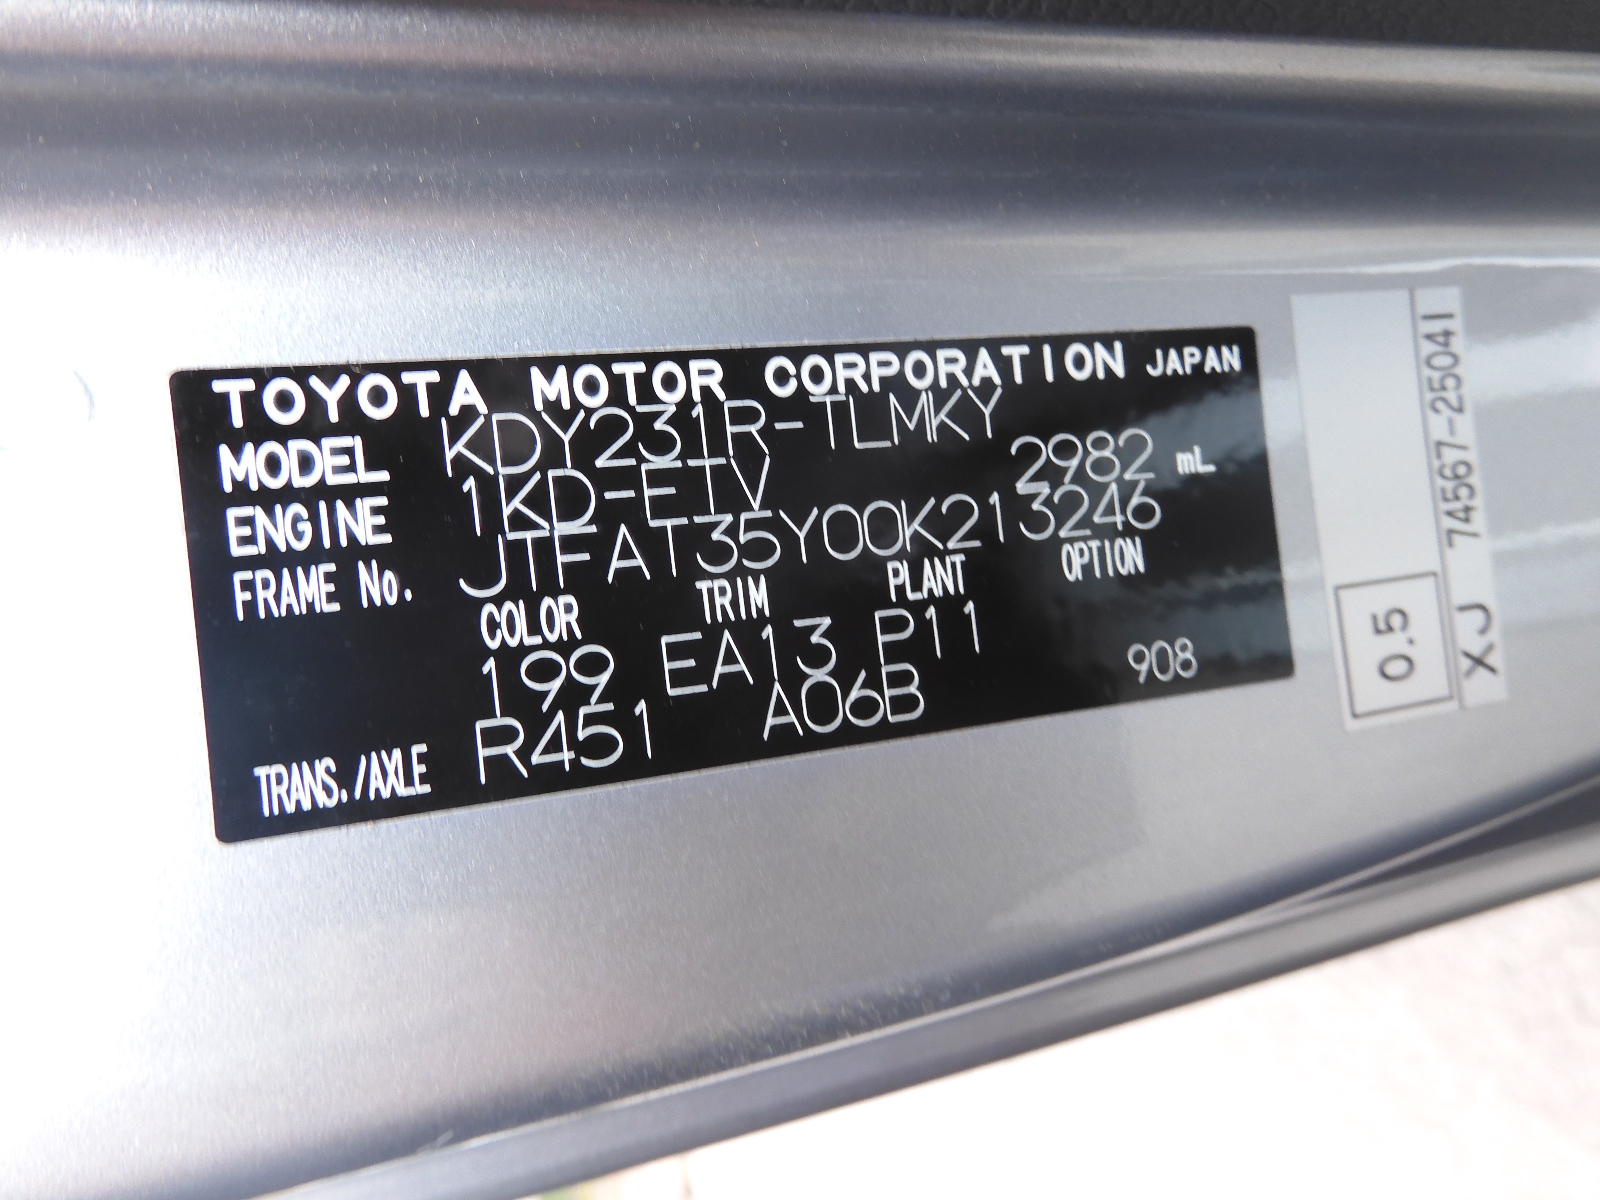 TOYOTA MOTOR CORPORATION JAPAN
MODEL KDY231R-TLMKY
ENGINE 1KD-FTV 2982 mL
FRAME No. JTFAT35Y00K213246
COLOR TRIM PLANT OPTION
199 EA13 P11
TRANS./AXLE R451 A06B 908
0.5
XJ 74567-25041